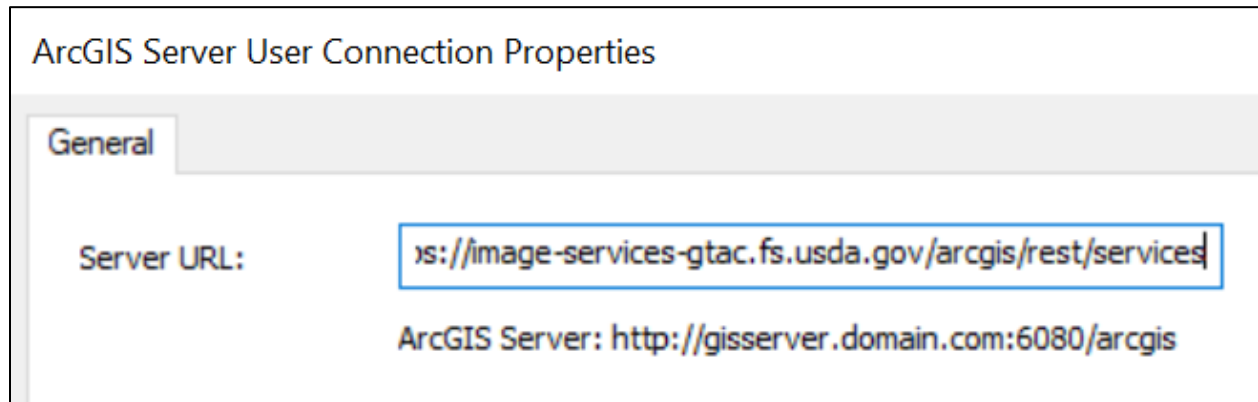 ArcGIS Server User Connection Properties
General
Server URL: ps://image-services-gtac.fs.usda.gov/arcgis/rest/services
ArcGIS Server: http://gisserver.domain.com:6080/arcgis